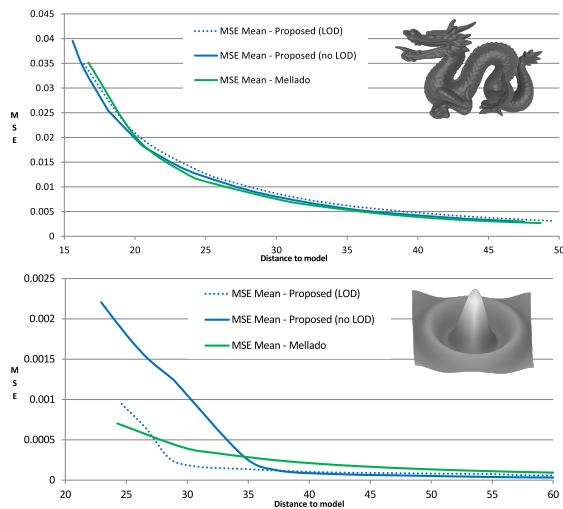 0.045
0.04
0.035
0.03
0.025
0.02
0.015
0.01
0.005
0
M
S
E
MSE Mean - Proposed (LOD)
MSE Mean - Proposed (no LOD)
MSE Mean - Mellado
15 20 25 30 35 40 45 50
Distance to model
0.0025
0.002
0.0015
0.001
0.0005
0
M
S
E
MSE Mean - Proposed (LOD)
MSE Mean - Proposed (no LOD)
MSE Mean - Mellado
20 25 30 35 40 45 50 55 60
Distance to model